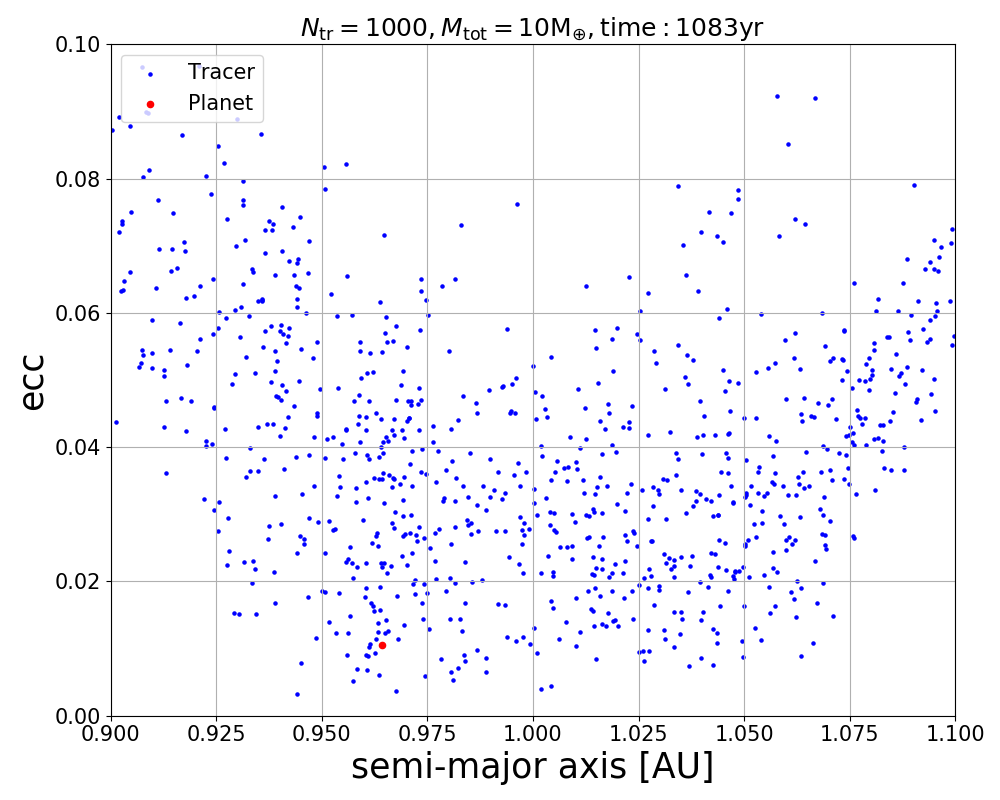 N_tr = 1000, M_tot = 10M_⊕, time : 1083yr
0.10
Tracer
Planet
0.08
0.06
ecc
0.04
0.02
0.00
0.900 0.925 0.950 0.975 1.000 1.025 1.050 1.075 1.100
semi-major axis [AU]